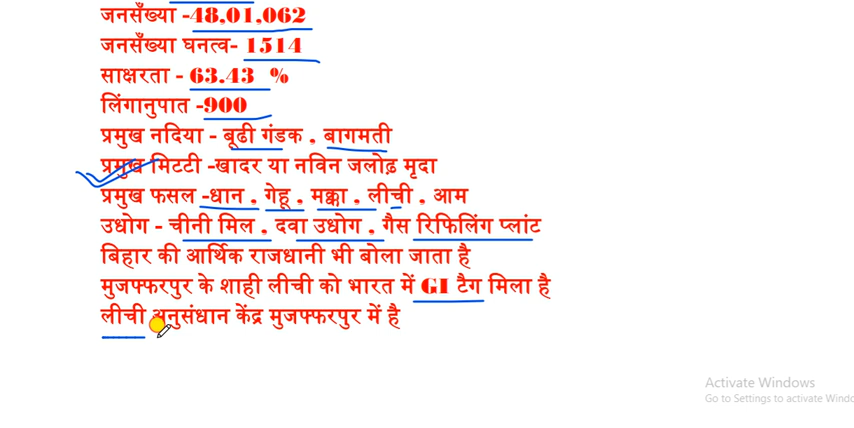 जनसँख्या -48,01,062
जनसँख्या घनत्व- 1514
साक्षरता - 63.43 %
लिंगानुपात -900
प्रमुख नदिया - बूढी गंडक , बागमती
प्रमुख मिटटी -खादर या नविन जलोढ़ मृदा
प्रमुख फसल -धान , गेहू , मक्का , लीची , आम
उधोग - चीनी मिल , दवा उधोग , गैस रिफिलिंग प्लांट
बिहार की आर्थिक राजधानी भी बोला जाता है
मुजफ्फरपुर के शाही लीची को भारत में GI टैग मिला है
लीची अनुसंधान केंद्र मुजफ्फरपुर में है
Activate Windows
Go to Settings to activate Windo